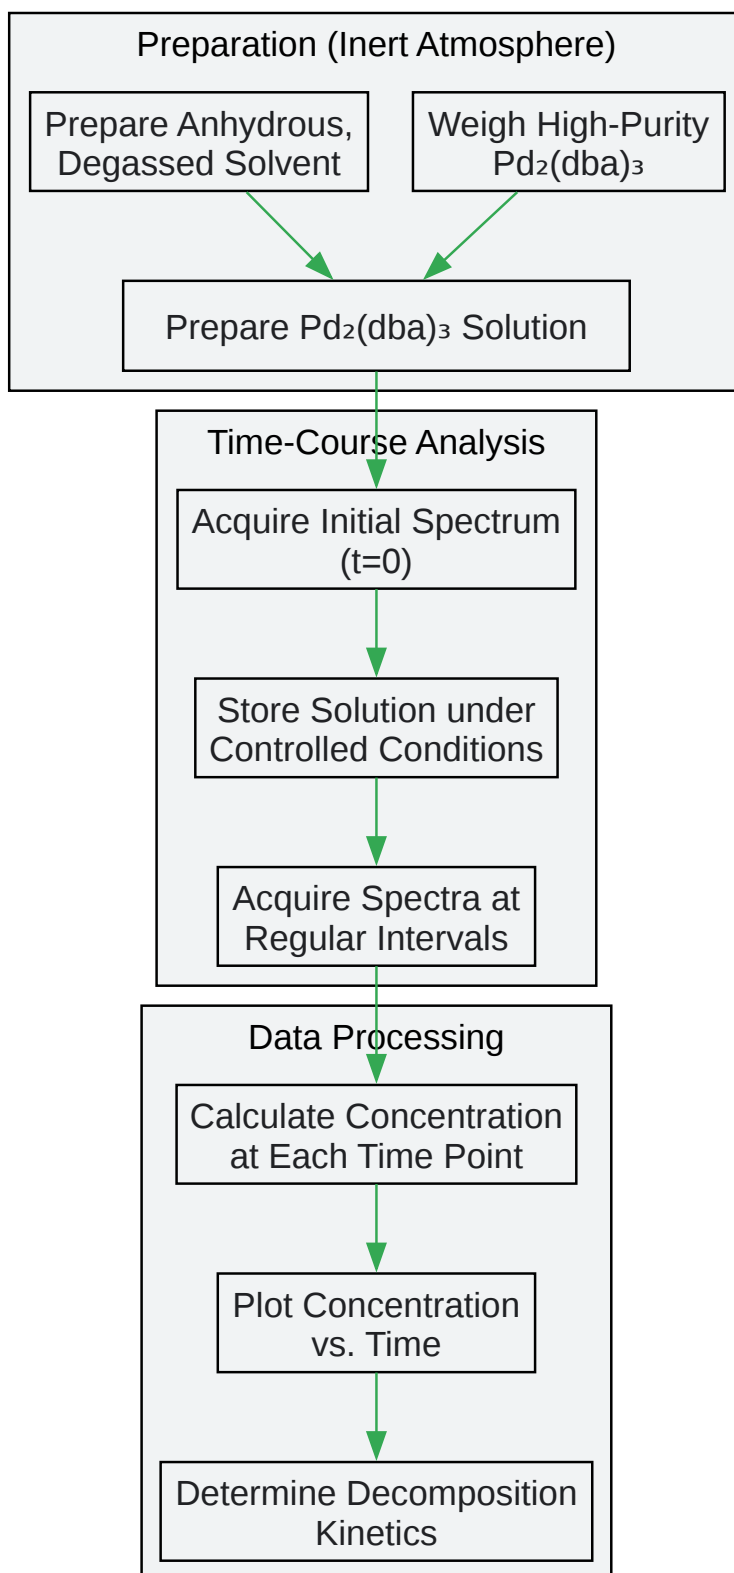 Preparation (Inert Atmosphere)
Prepare Anhydrous,
Degassed Solvent
Weigh High-Purity
Pd₂(dba)₃
Prepare Pd₂(dba)₃ Solution
Time-Course Analysis
Acquire Initial Spectrum
(t=0)
Store Solution under
Controlled Conditions
Acquire Spectra at
Regular Intervals
Data Processing
Calculate Concentration
at Each Time Point
Plot Concentration
vs. Time
Determine Decomposition
Kinetics